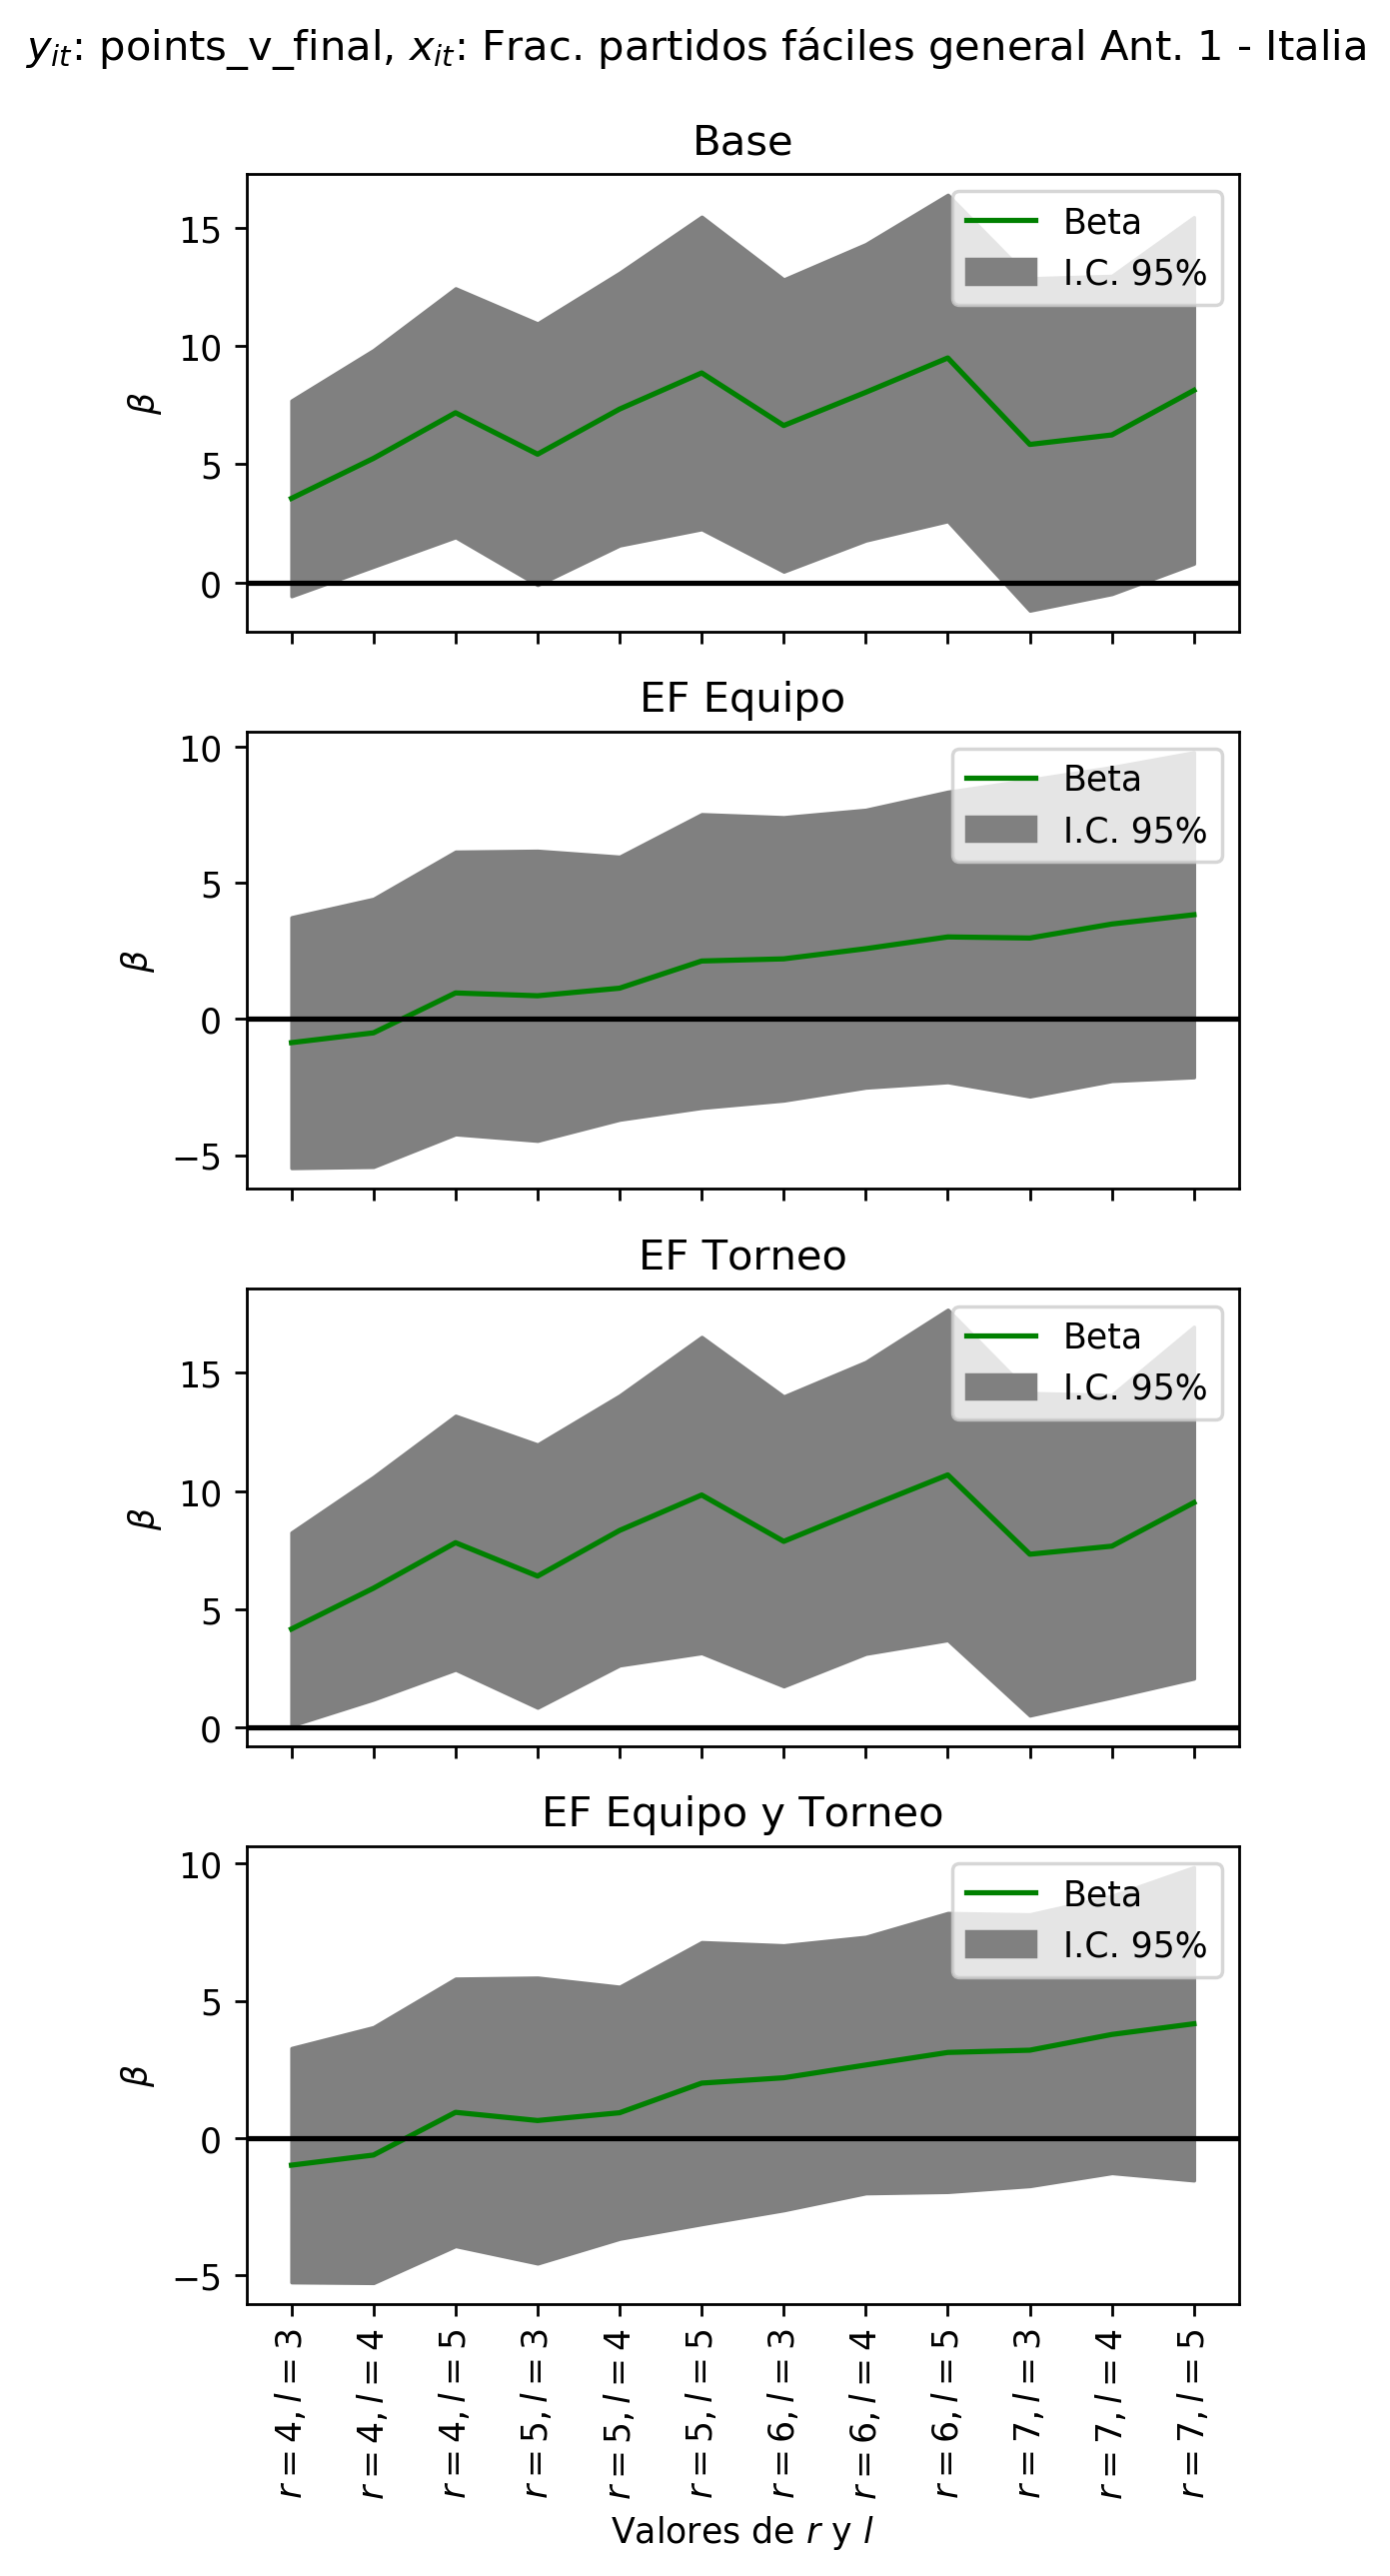 y_it: points_v_final, x_it: Frac. partidos fáciles general Ant. 1 - Italia
Base
Beta
I.C. 95%
15
10
5
0
β
EF Equipo
Beta
I.C. 95%
10
5
0
−5
β
EF Torneo
Beta
I.C. 95%
15
10
5
0
β
EF Equipo y Torneo
Beta
I.C. 95%
10
5
0
−5
β
r = 4, l = 3
r = 4, l = 4
r = 4, l = 5
r = 5, l = 3
r = 5, l = 4
r = 5, l = 5
r = 6, l = 3
r = 6, l = 4
r = 6, l = 5
r = 7, l = 3
r = 7, l = 4
r = 7, l = 5
Valores de r y l